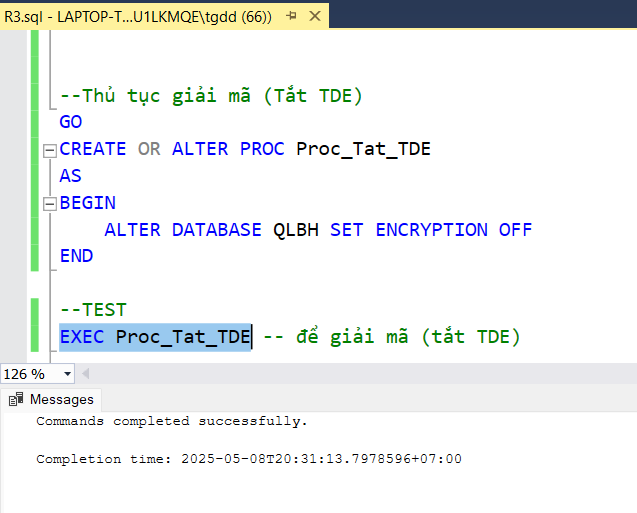 R3.sql - LAPTOP-T...U1LKMQE\tgdd (66))
--Thủ tục giải mã (Tắt TDE)
GO
CREATE OR ALTER PROC Proc_Tat_TDE
AS
BEGIN
ALTER DATABASE QLBH SET ENCRYPTION OFF
END
--TEST
EXEC Proc_Tat_TDE -- để giải mã (tắt TDE)
126 %
Messages
Commands completed successfully.
Completion time: 2025-05-08T20:31:13.7978596+07:00